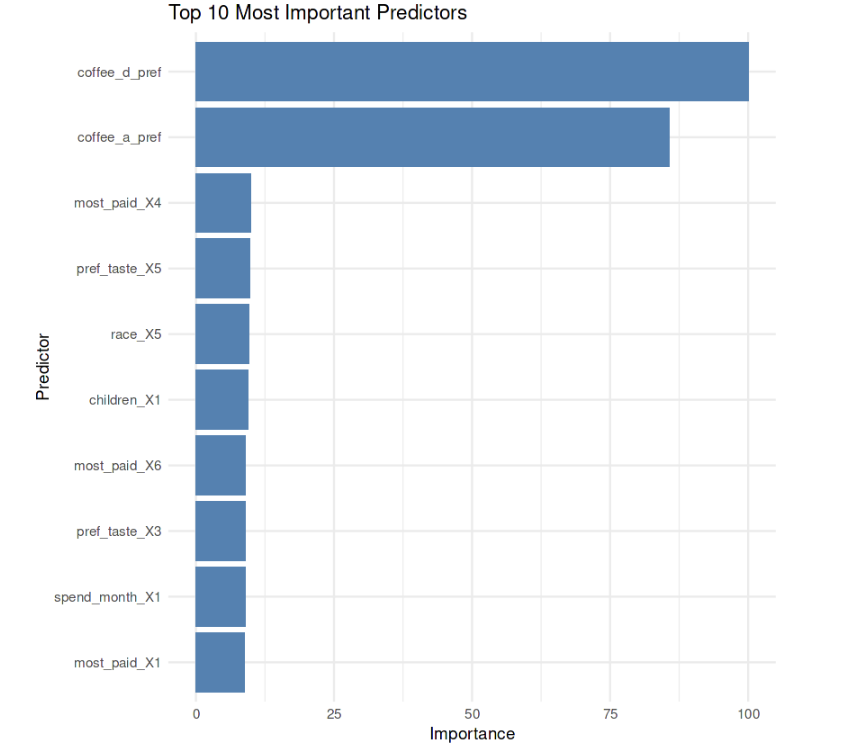 Top 10 Most Important Predictors
coffee_d_pref
coffee_a_pref
most_paid_X4
pref_taste_X5
race_X5
children_X1
most_paid_X6
pref_taste_X3
spend_month_X1
most_paid_X1
Predictor
0 25 50 75 100
Importance